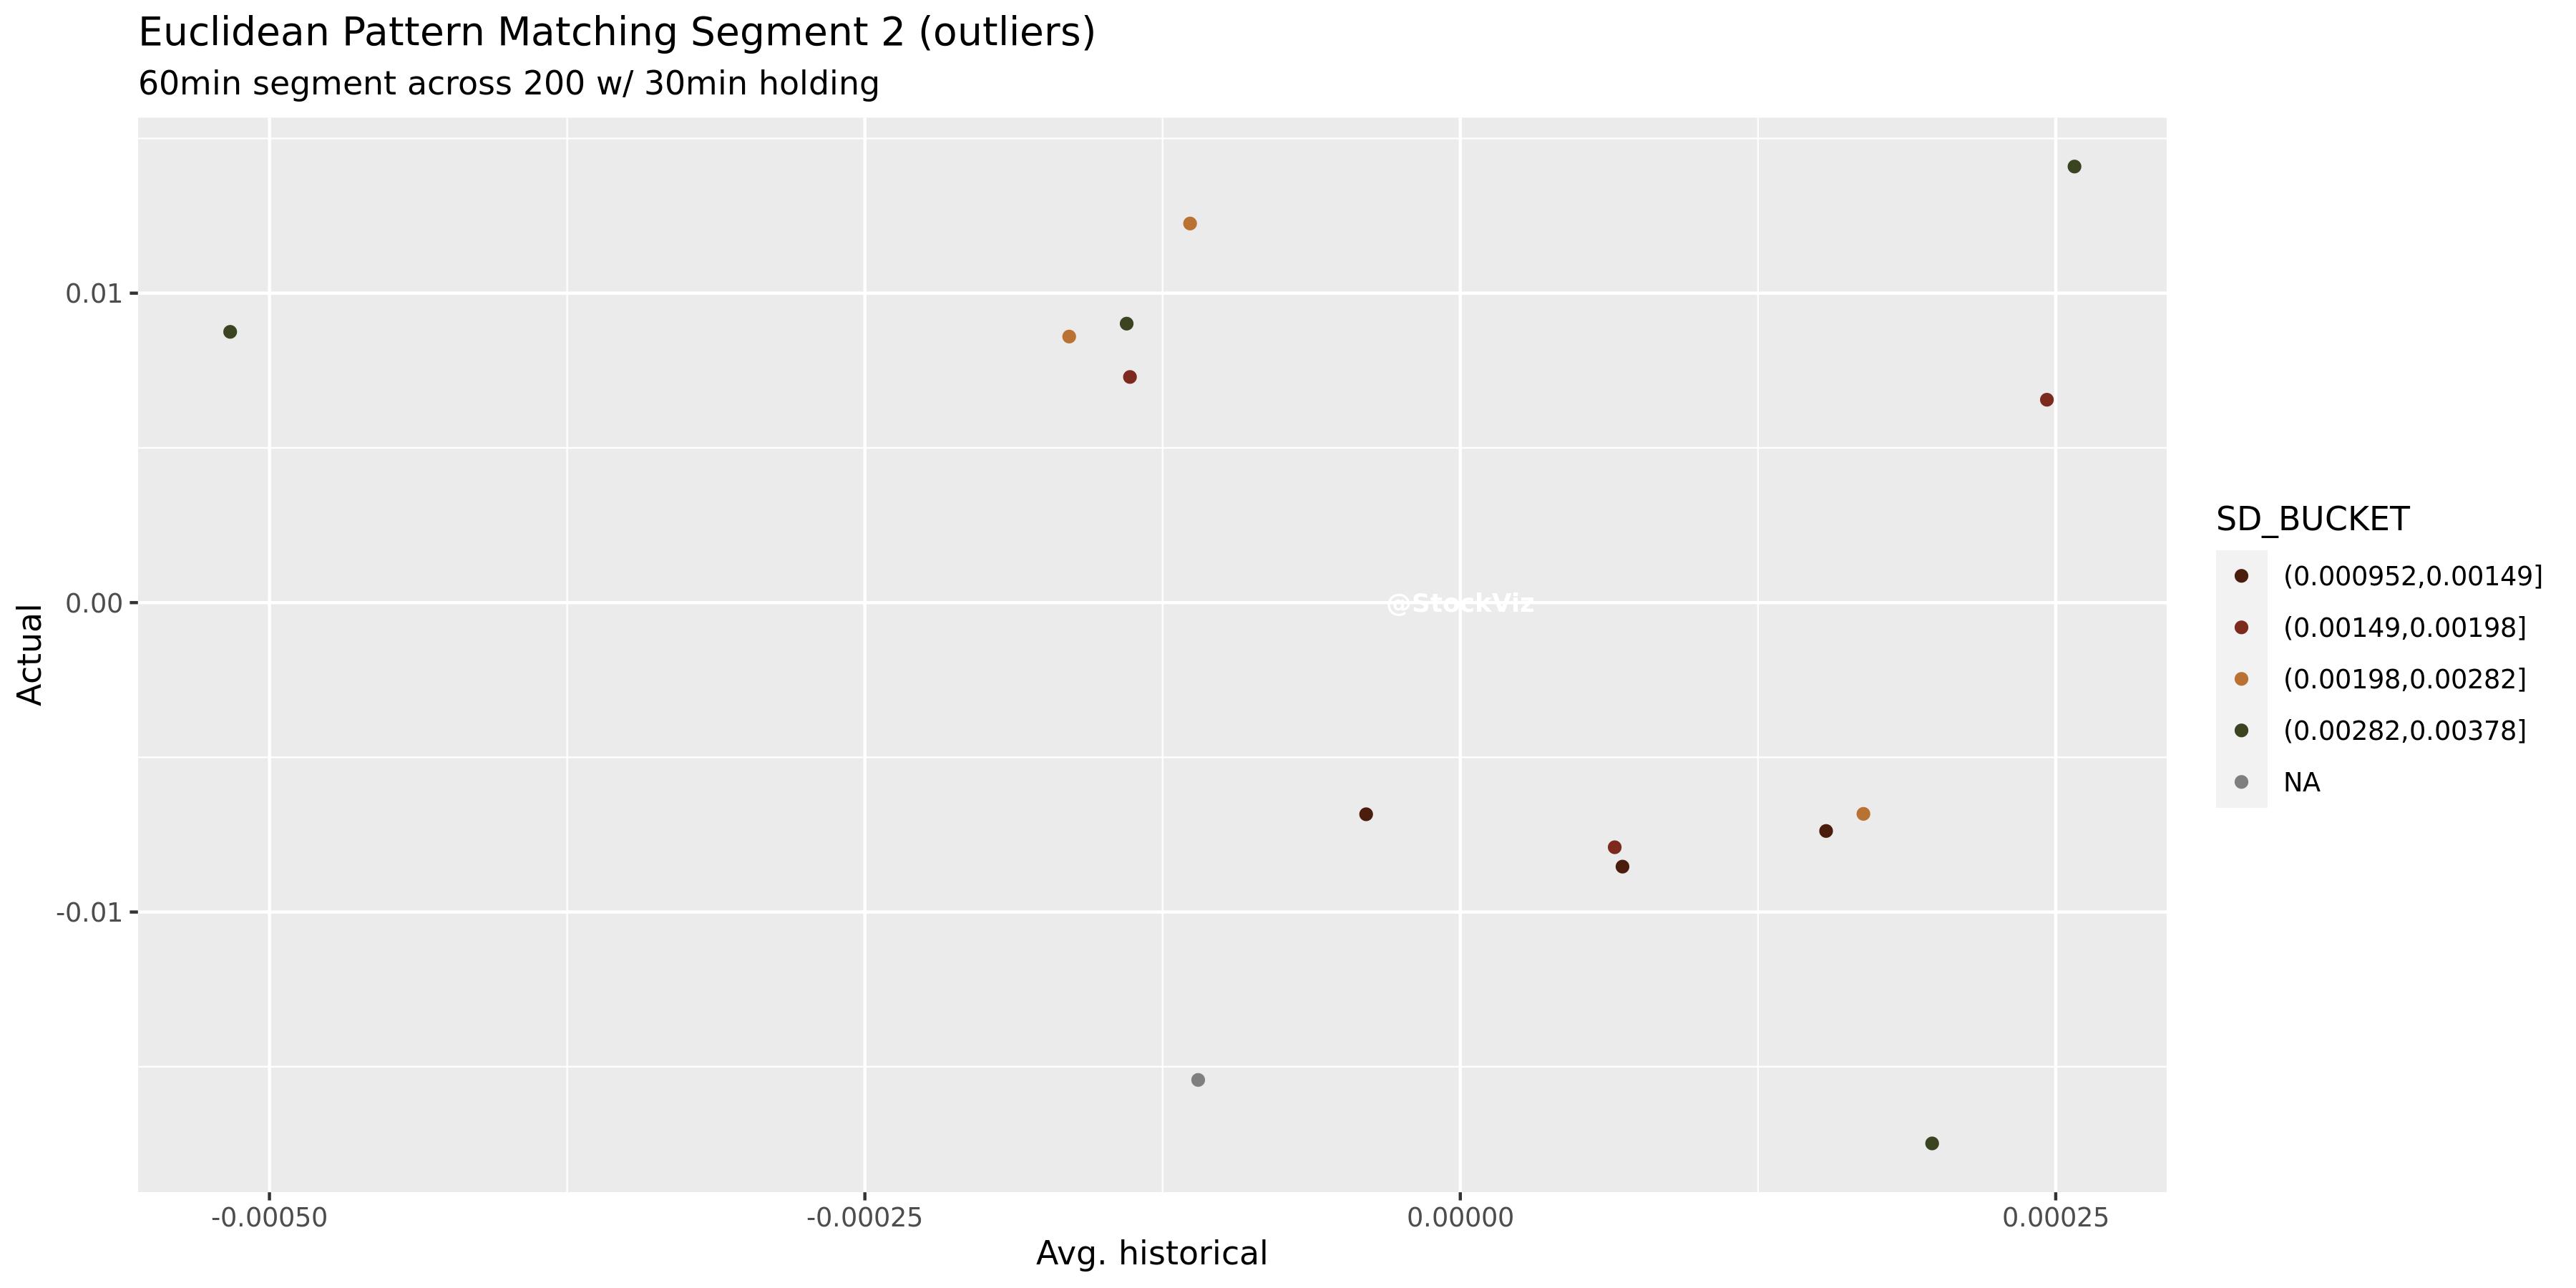 Euclidean Pattern Matching Segment 2 (outliers)
60min segment across 200 w/ 30min holding
0.01
0.00
-0.01
Actual
@StockViz
-0.00050
-0.00025
0.00000
0.00025
Avg. historical
SD_BUCKET
(0.000952,0.00149]
(0.00149,0.00198]
(0.00198,0.00282]
(0.00282,0.00378]
NA